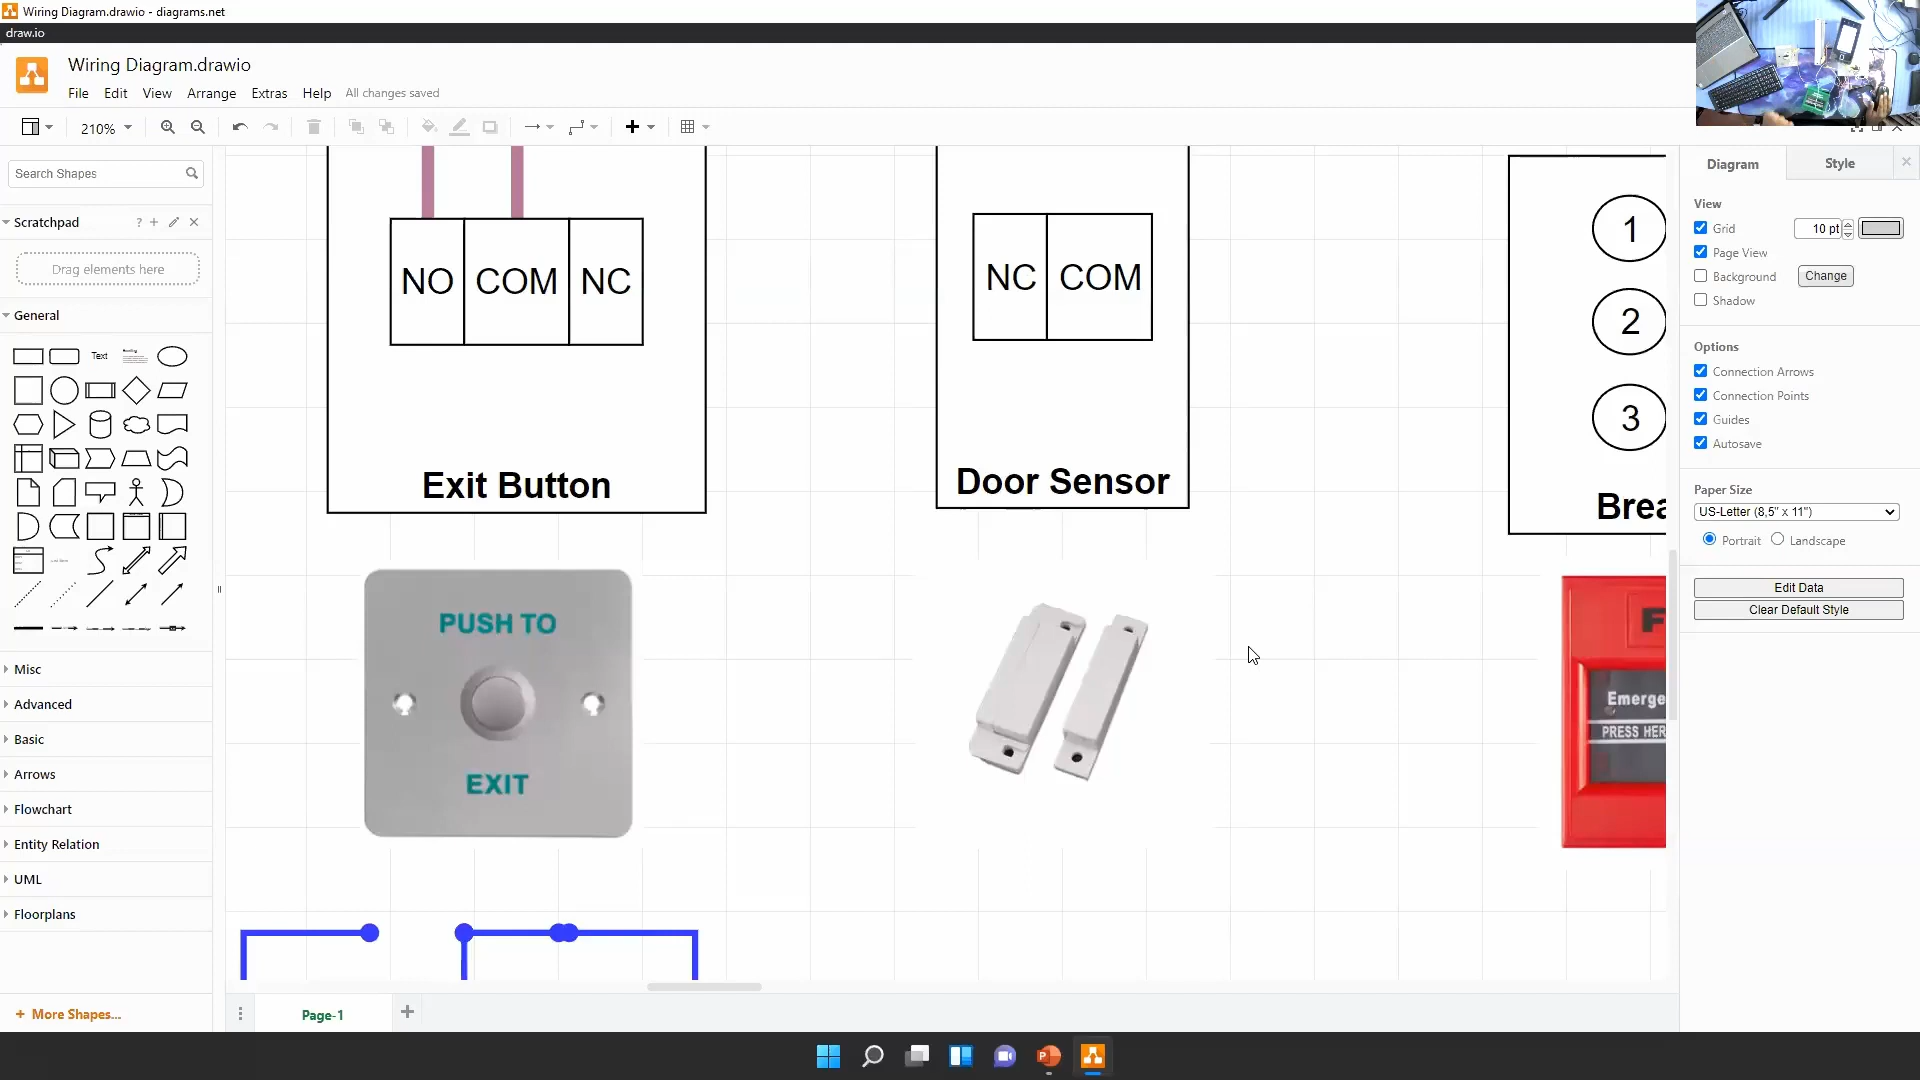 Wiring Diagram.drawio - diagrams.net
draw.io
Wiring Diagram.drawio
File Edit View Arrange Extras Help All changes saved
210%
Search Shapes
Scratchpad
?
Drag elements here
General
Text
Misc
Advanced
Basic
Arrows
Flowchart
Entity Relation
UML
Floorplans
+ More Shapes...
NO COM NC
Exit Button
NC COM
Door Sensor
1
2
3
Brea
PUSH TO
EXIT
F
Emerge
PRESS HER
Page-1
Diagram Style
View
Grid 10 pt
Page View
Background Change
Shadow
Options
Connection Arrows
Connection Points
Guides
Autosave
Paper Size
US-Letter (8,5" x 11")
Portrait Landscape
Edit Data
Clear Default Style